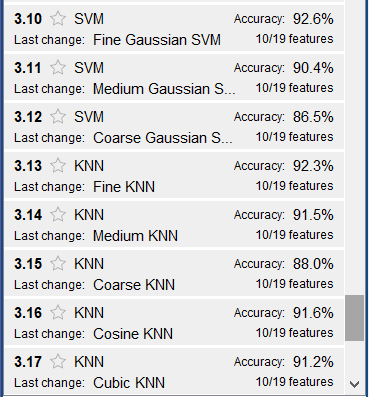 3.10 SVM Accuracy: 92.6%
Last change: Fine Gaussian SVM 10/19 features
3.11 SVM Accuracy: 90.4%
Last change: Medium Gaussian S... 10/19 features
3.12 SVM Accuracy: 86.5%
Last change: Coarse Gaussian S... 10/19 features
3.13 KNN Accuracy: 92.3%
Last change: Fine KNN 10/19 features
3.14 KNN Accuracy: 91.5%
Last change: Medium KNN 10/19 features
3.15 KNN Accuracy: 88.0%
Last change: Coarse KNN 10/19 features
3.16 KNN Accuracy: 91.6%
Last change: Cosine KNN 10/19 features
3.17 KNN Accuracy: 91.2%
Last change: Cubic KNN 10/19 features